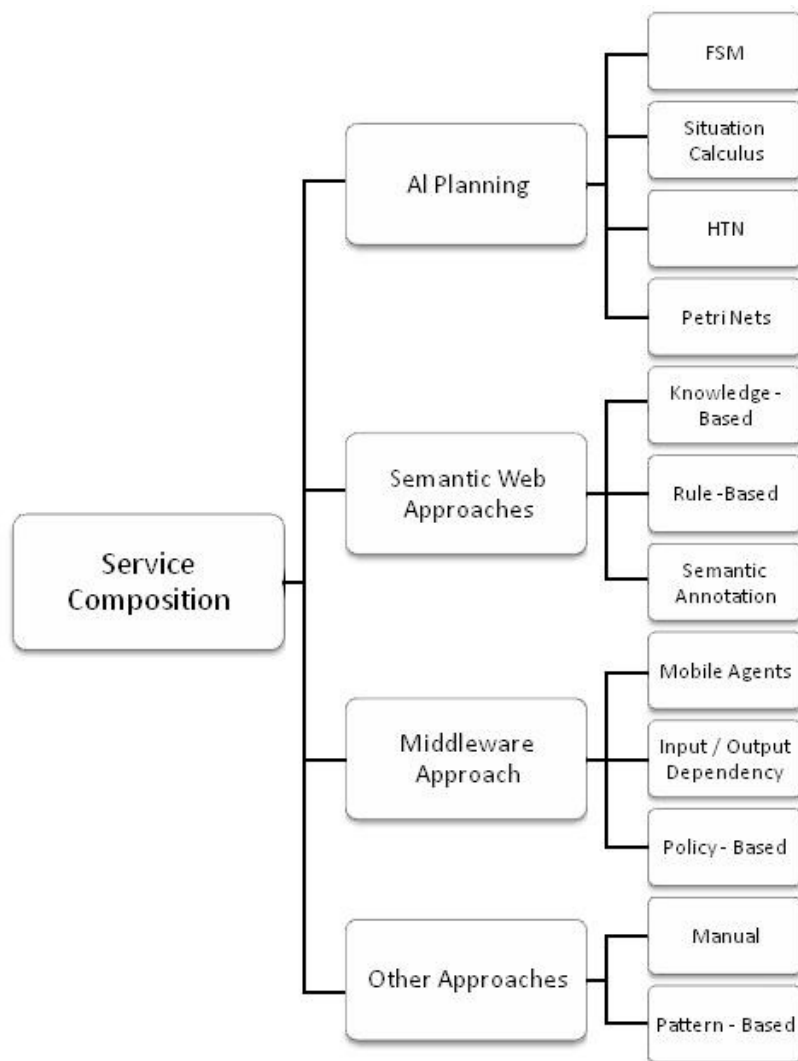 FSM
Situation
Calculus
AI Planning
HTN
Petri Nets
Knowledge -
Based
Semantic Web
Approaches
Rule -Based
Semantic
Annotation
Service
Composition
Mobile Agents
Middleware
Approach
Input / Output
Dependency
Policy - Based
Manual
Other Approaches
Pattern - Based